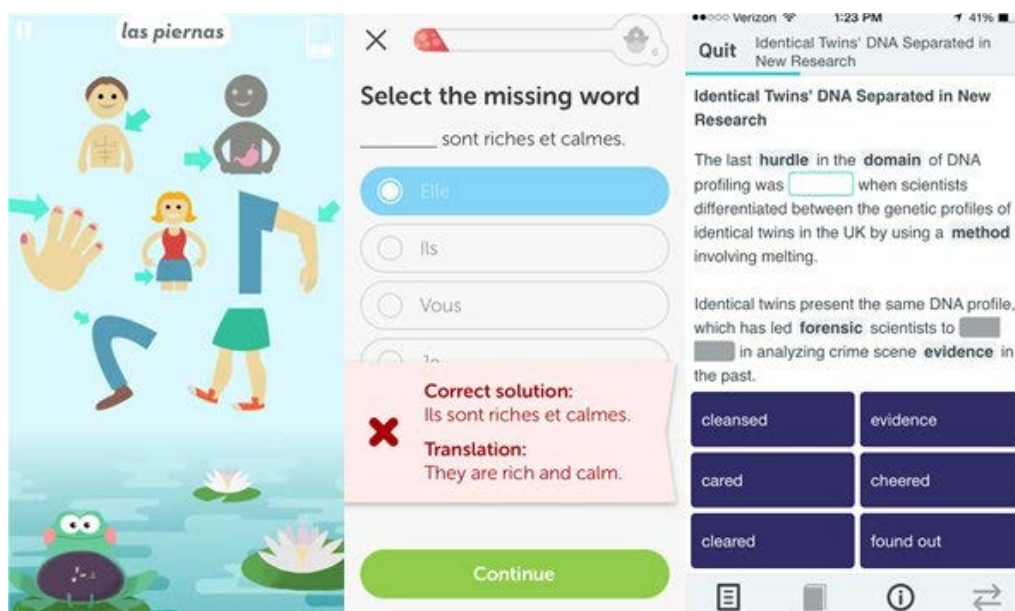 las piernas
Select the missing word
______ sont riches et calmes.
Elle
Ils
Vous
Je
Correct solution:
Ils sont riches et calmes.
Translation:
They are rich and calm.
Continue
Verizon 1:23 PM 41%
Quit
Identical Twins' DNA Separated in
New Research
Identical Twins' DNA Separated in New
Research
The last hurdle in the domain of DNA
profiling was when scientists
differentiated between the genetic profiles of
identical twins in the UK by using a method
involving melting.
Identical twins present the same DNA profile,
which has led forensic scientists to
in analyzing crime scene evidence in
the past.
cleansed
evidence
cared
cheered
cleared
found out